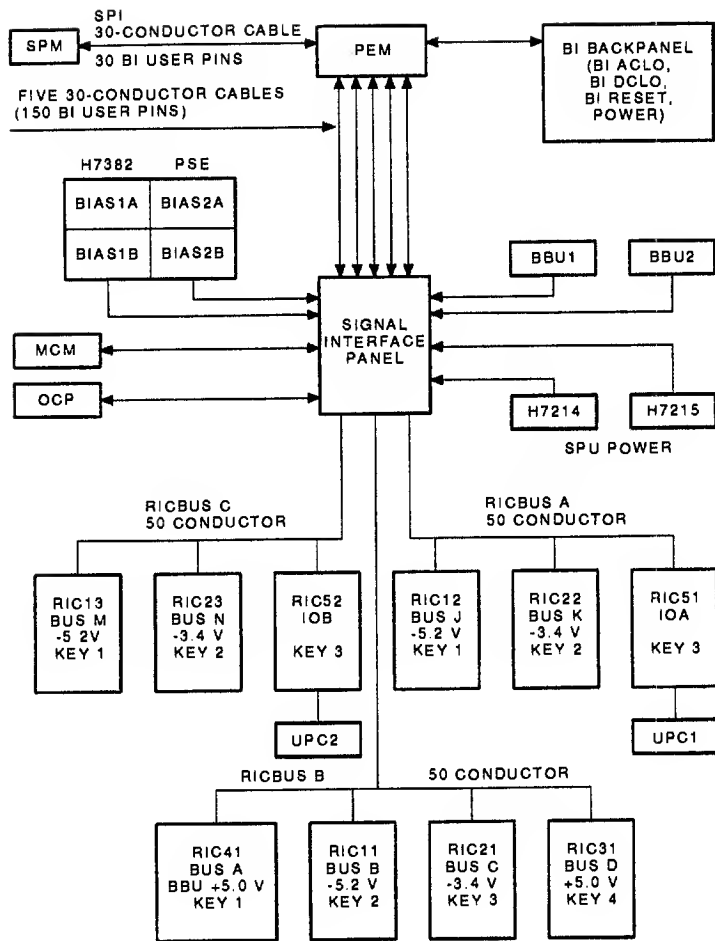 SPI
30-CONDUCTOR CABLE
SPM
30 BI USER PINS
PEM
BI BACKPANEL
(BI ACLO,
BI DCLO,
BI RESET,
POWER)
FIVE 30-CONDUCTOR CABLES
(150 BI USER PINS)
H7382 PSE
BIAS1A BIAS2A
BIAS1B BIAS2B
BBU1 BBU2
SIGNAL
INTERFACE
PANEL
MCM
OCP
H7214 H7215
SPU POWER
RICBUS C
50 CONDUCTOR
RICBUS A
50 CONDUCTOR
RIC13
BUS M
-5 2V
KEY 1
RIC23
BUS N
-3.4 V
KEY 2
RIC52
IOB
KEY 3
RIC12
BUS J
-5.2 V
KEY 1
RIC22
BUS K
-3.4 V
KEY 2
RIC51
IOA
KEY 3
UPC2
UPC1
RICBUS B 50 CONDUCTOR
RIC41
BUS A
BBU +5.0 V
KEY 1
RIC11
BUS B
-5.2 V
KEY 2
RIC21
BUS C
-3.4 V
KEY 3
RIC31
BUS D
+5.0 V
KEY 4